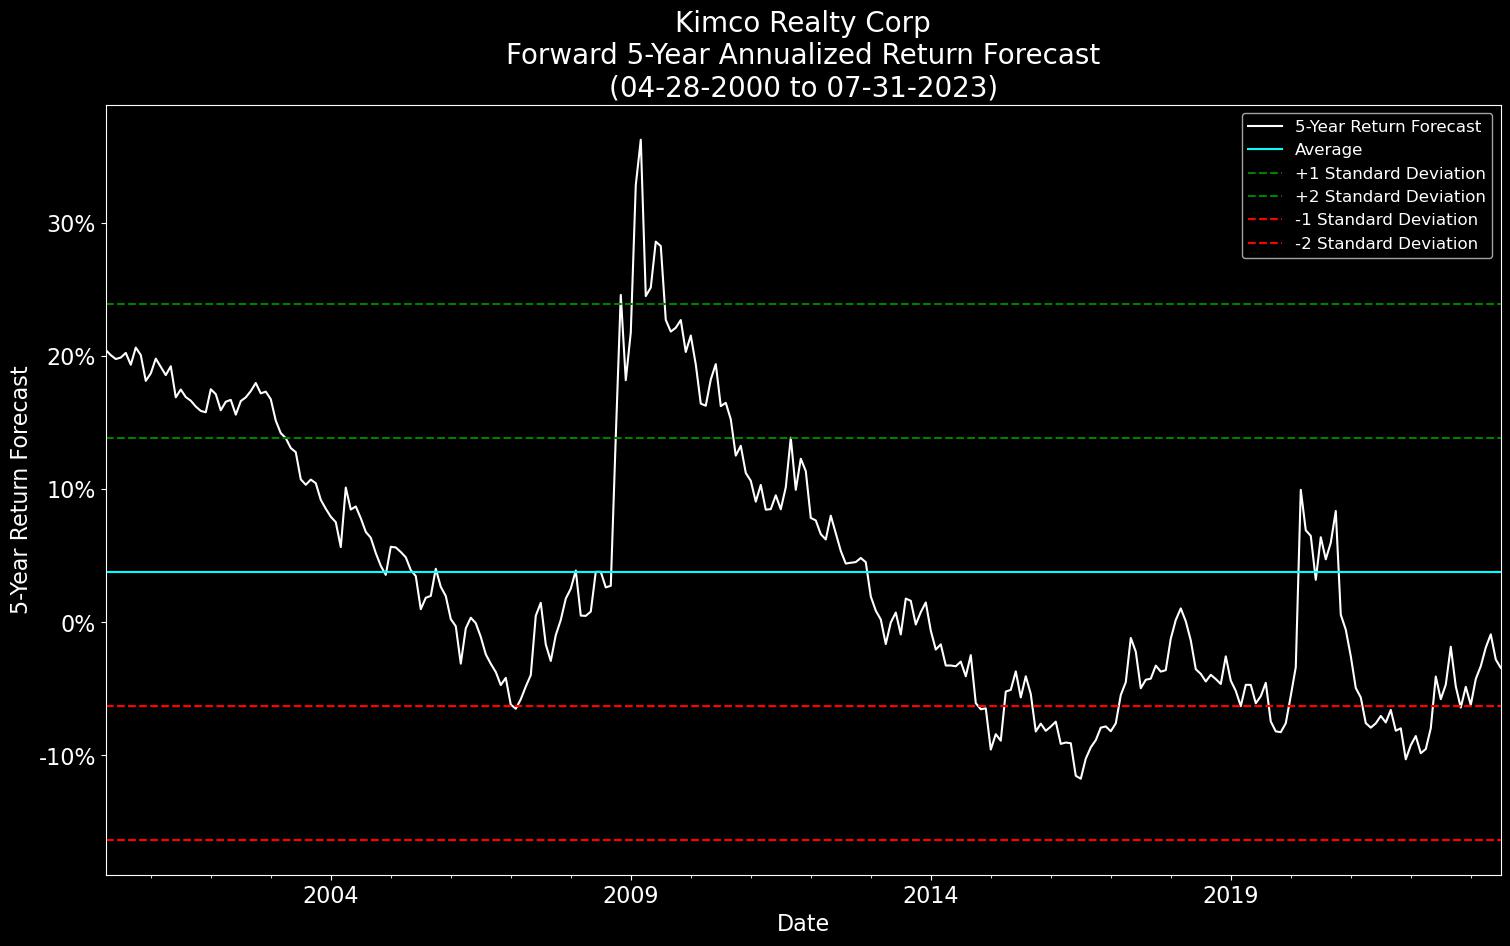 Kimco Realty Corp
Forward 5-Year Annualized Return Forecast
(04-28-2000 to 07-31-2023)
5-Year Return Forecast
Average
+1 Standard Deviation
+2 Standard Deviation
-1 Standard Deviation
-2 Standard Deviation
30%
20%
10%
0%
-10%
5-Year Return Forecast
2004
2009
2014
2019
Date